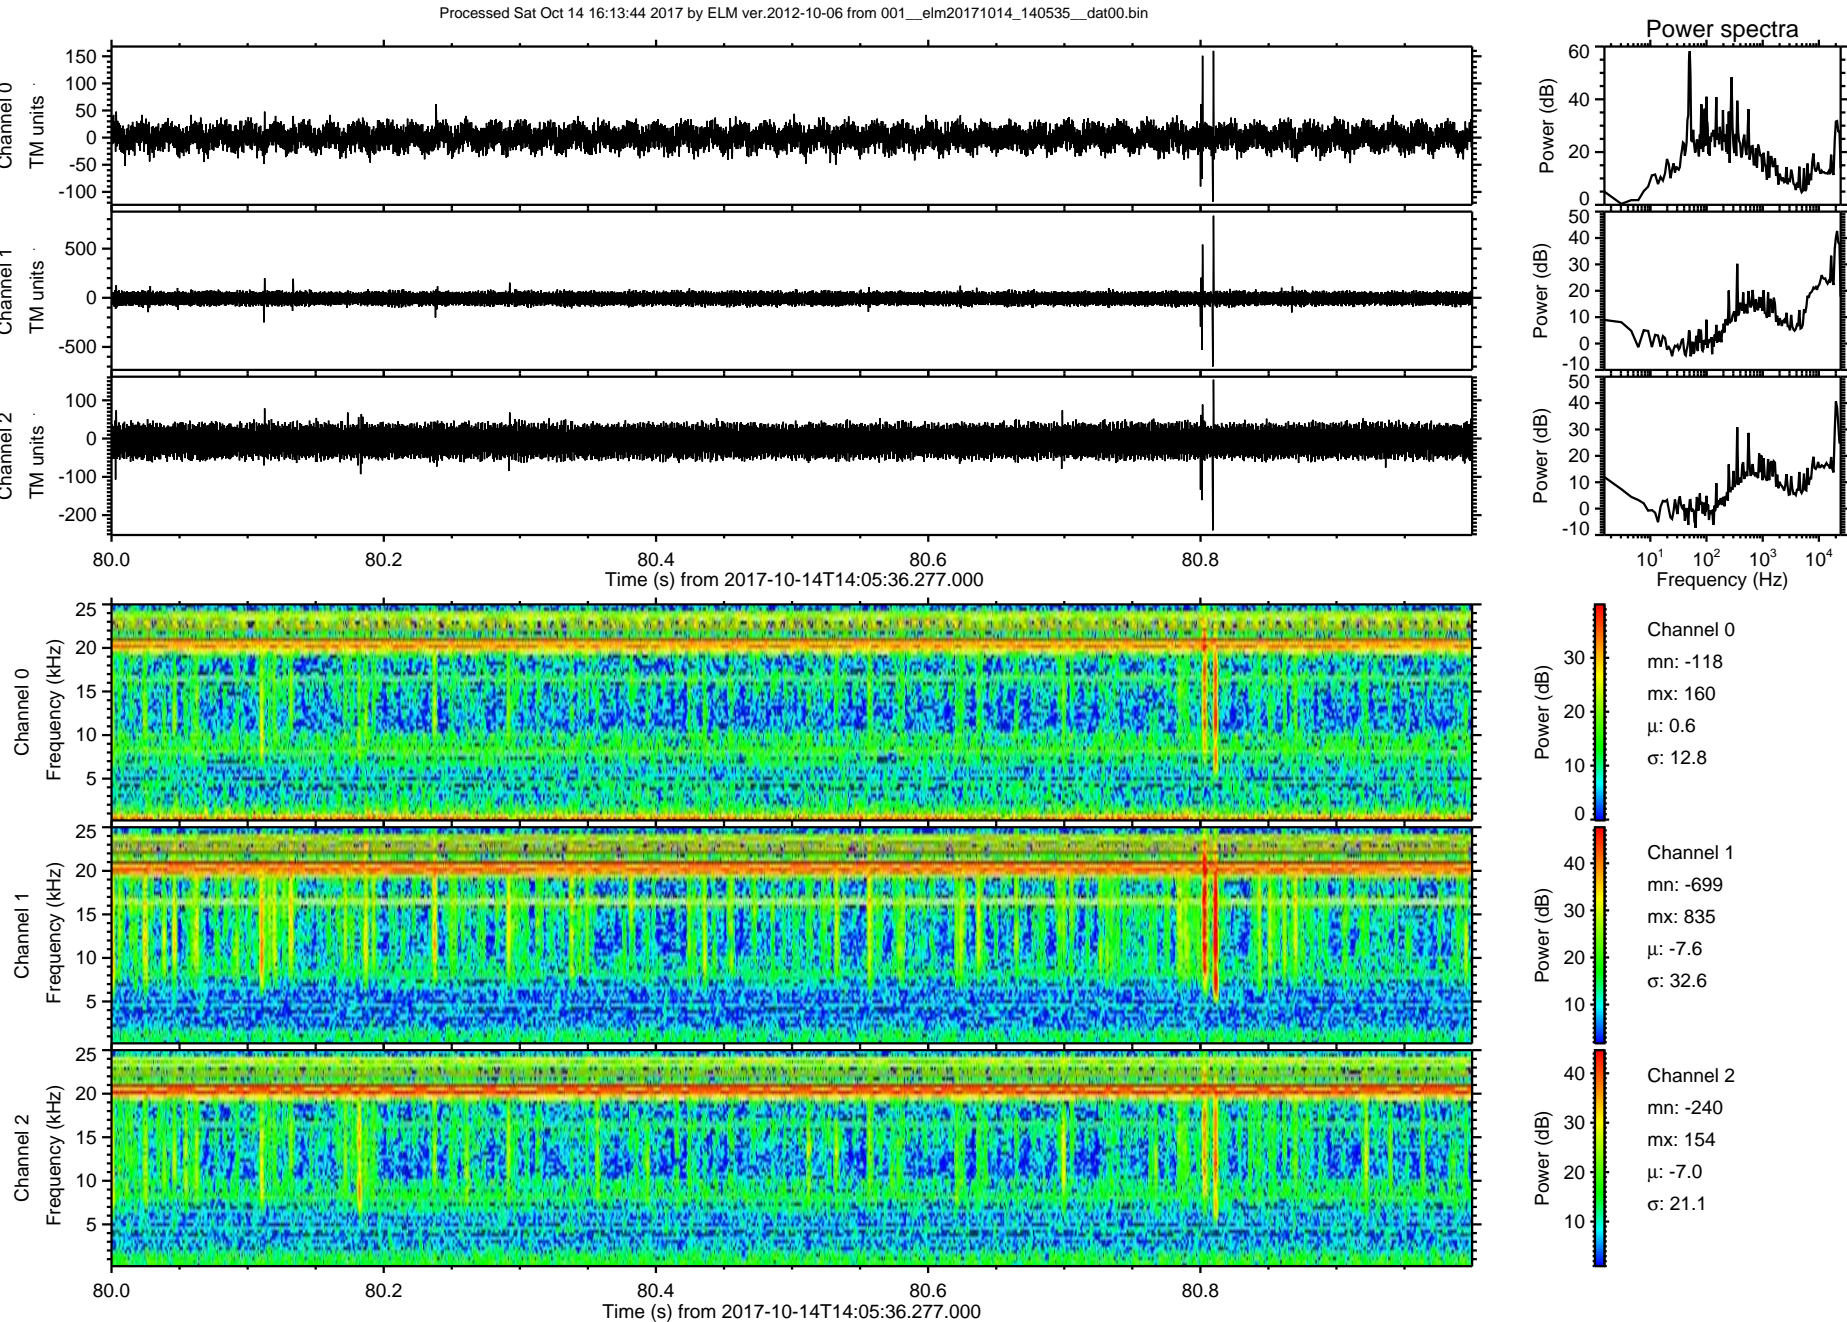 Processed Sat Oct 14 16:13:44 2017 by ELM ver.2012-10-06 from 001__elm20171014_140535__dat00.bin
Power spectra
Channel 0
TM units
150
100
50
0
-50
-100
Power (dB)
60
40
20
0
Channel 1
TM units
500
0
-500
Power (dB)
50
40
30
20
10
0
-10
Channel 2
TM units
100
0
-100
-200
Power (dB)
50
40
30
20
10
0
-10
80.0 80.2 80.4 80.6 80.8
Time (s) from 2017-10-14T14:05:36.277.000
10¹ 10² 10³ 10⁴
Frequency (Hz)
Channel 0
Frequency (kHz)
25
20
15
10
5
Power (dB)
30
20
10
0
Channel 0
mn: -118
mx: 160
μ: 0.6
σ: 12.8
Channel 1
Frequency (kHz)
25
20
15
10
5
Power (dB)
40
30
20
10
Channel 1
mn: -699
mx: 835
μ: -7.6
σ: 32.6
Channel 2
Frequency (kHz)
25
20
15
10
5
Power (dB)
40
30
20
10
Channel 2
mn: -240
mx: 154
μ: -7.0
σ: 21.1
80.0 80.2 80.4 80.6 80.8
Time (s) from 2017-10-14T14:05:36.277.000